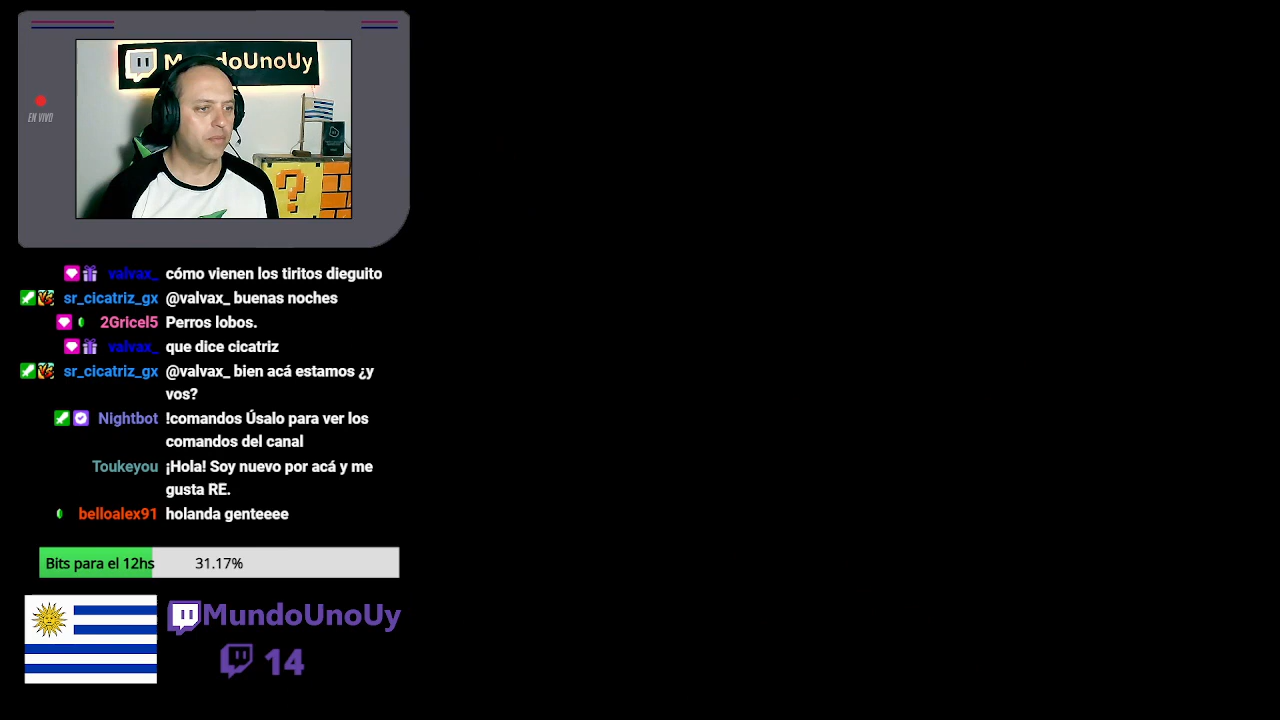 MundoUnoUy
EN VIVO
valvax_ cómo vienen los tiritos dieguito
sr_cicatriz_gx @valvax_ buenas noches
2Gricel5 Perros lobos.
valvax_ que dice cicatriz
sr_cicatriz_gx @valvax_ bien acá estamos ¿y
vos?
Nightbot !comandos Úsalo para ver los
comandos del canal
Toukeyou ¡Hola! Soy nuevo por acá y me
gusta RE.
belloalex91 holanda genteeee
Bits para el 12hs 31.17%
MundoUnoUy
14